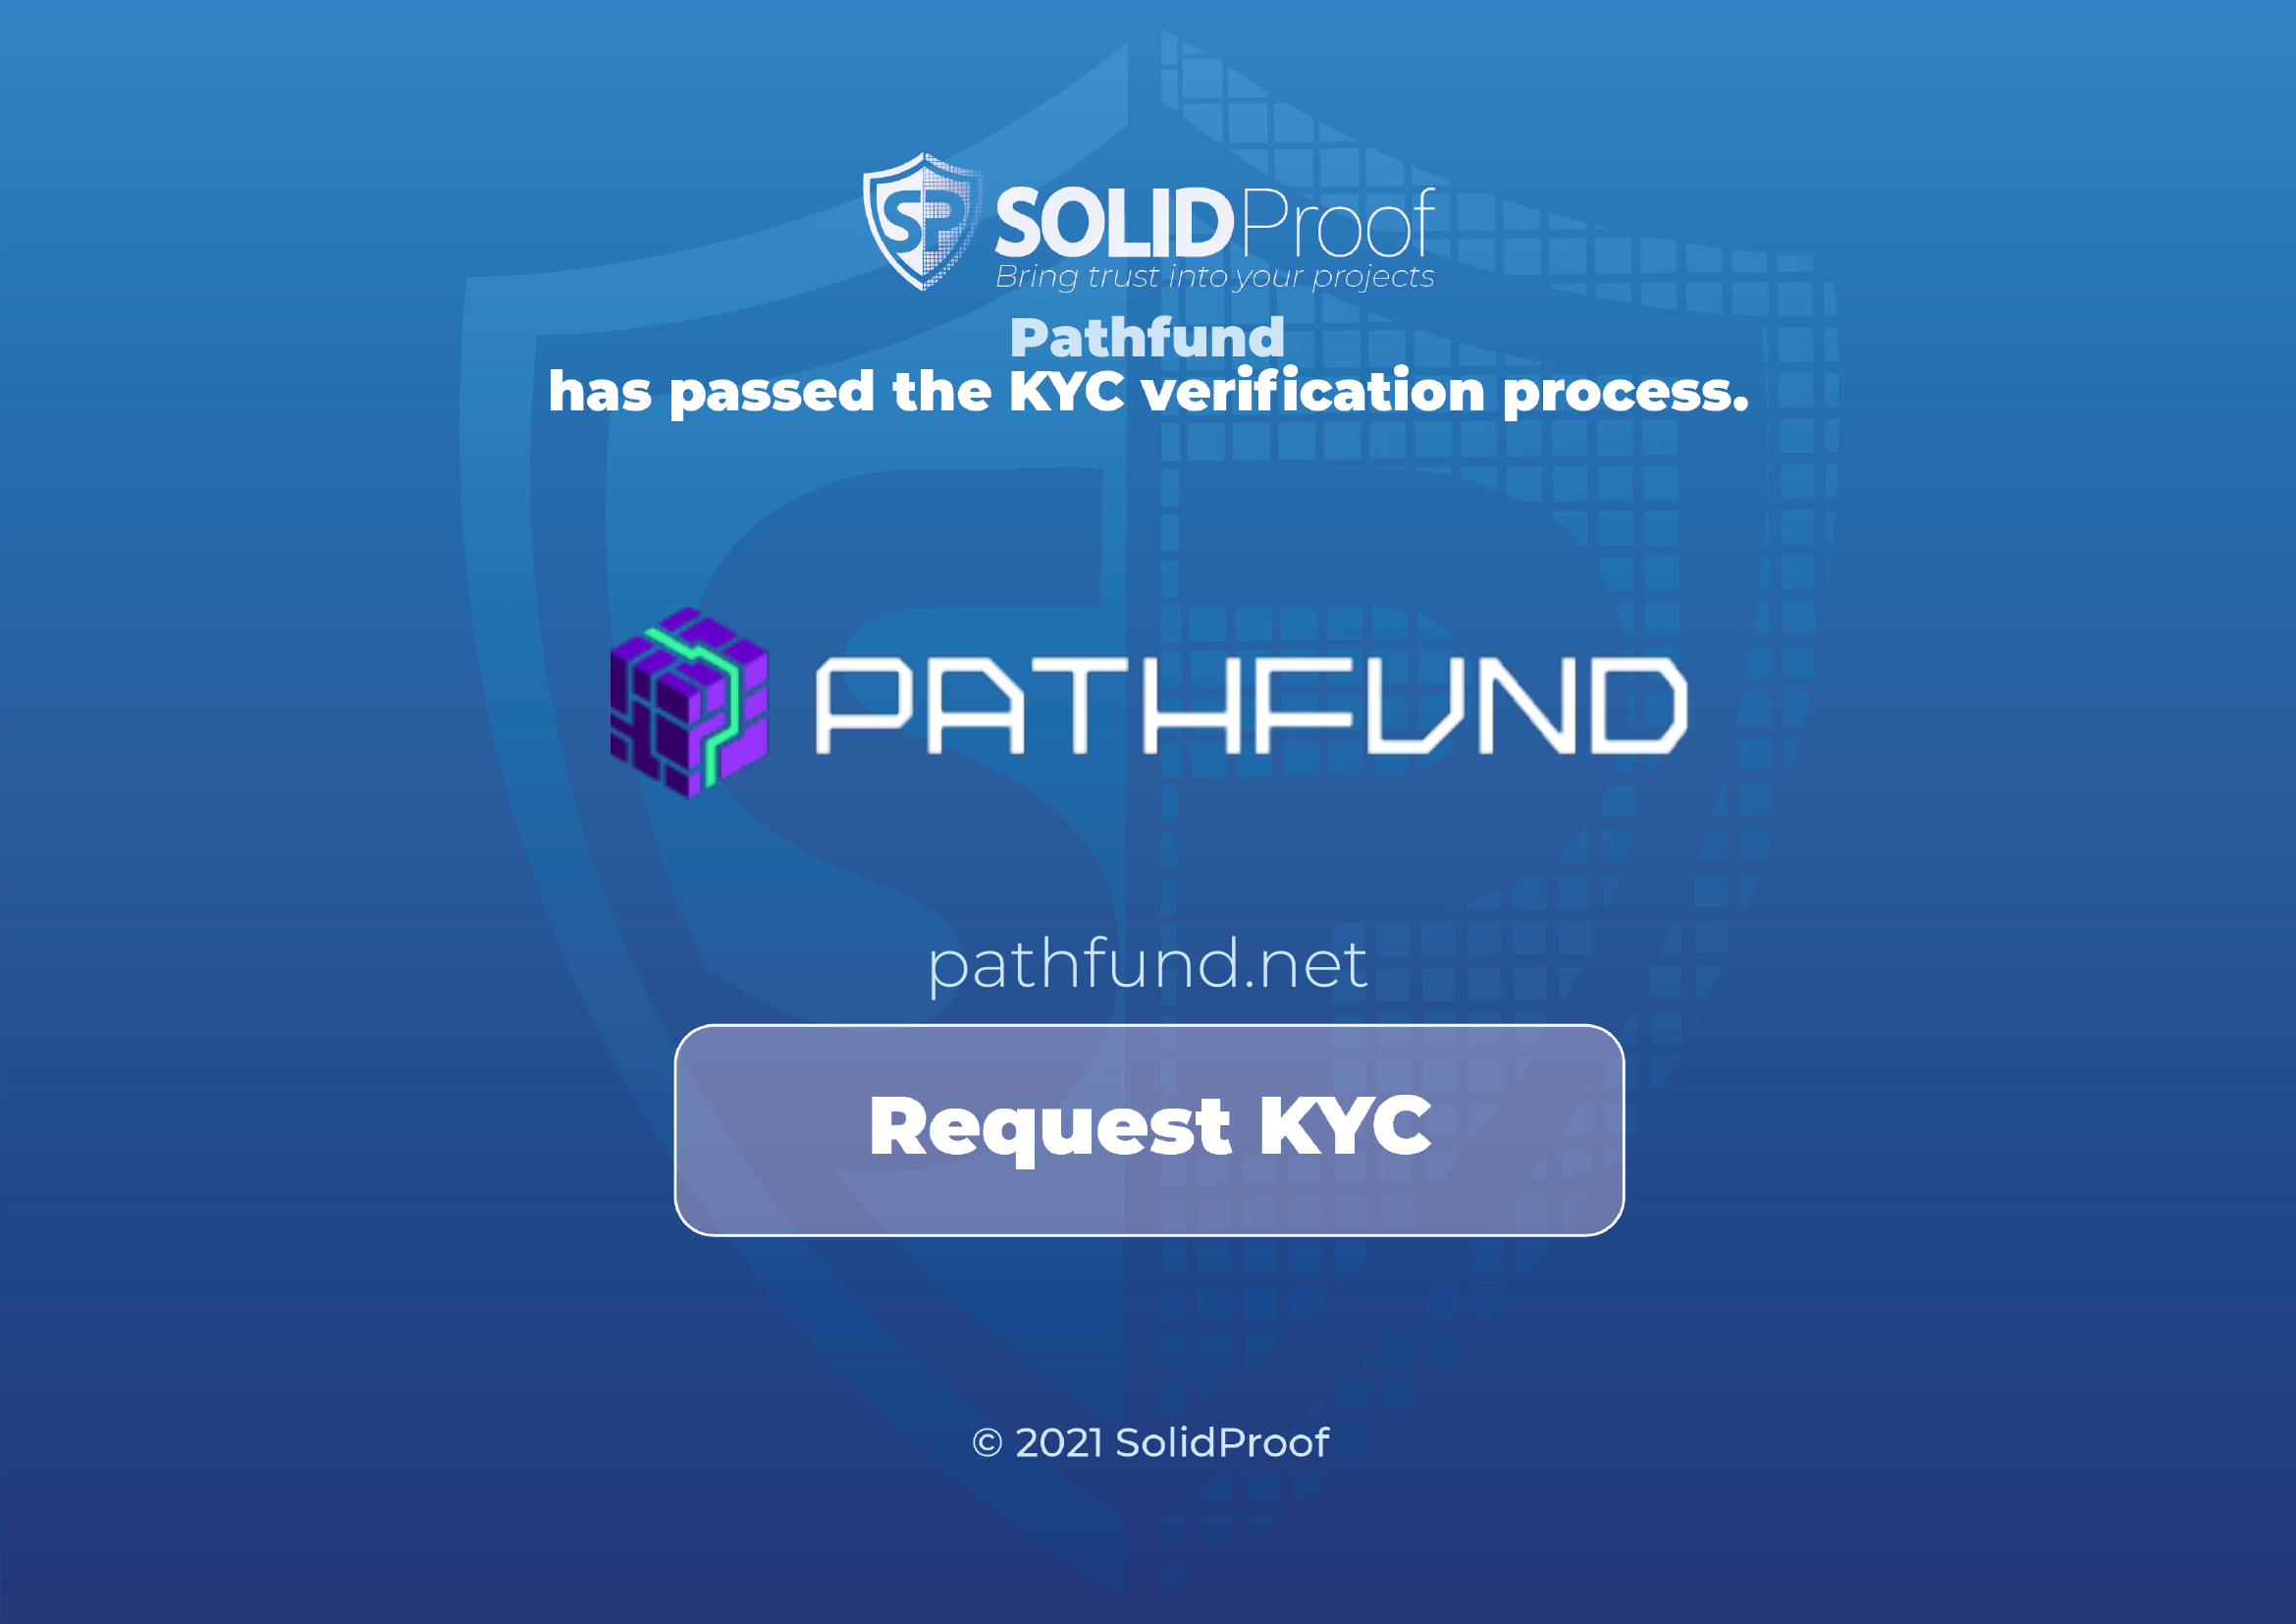 SP SOLIDProof
Bring trust into your projects
Pathfund
has passed the KYC verification process.
PATHFUND
pathfund.net
Request KYC
© 2021 SolidProof